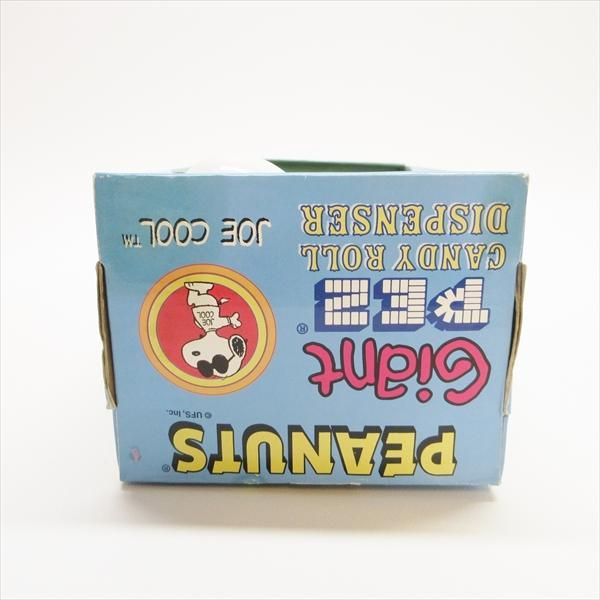 PEANUTS®
© UFS, Inc.
Giant
PEZ®
CANDY ROLL
DISPENSER
JOE
COOL
JOE COOL™